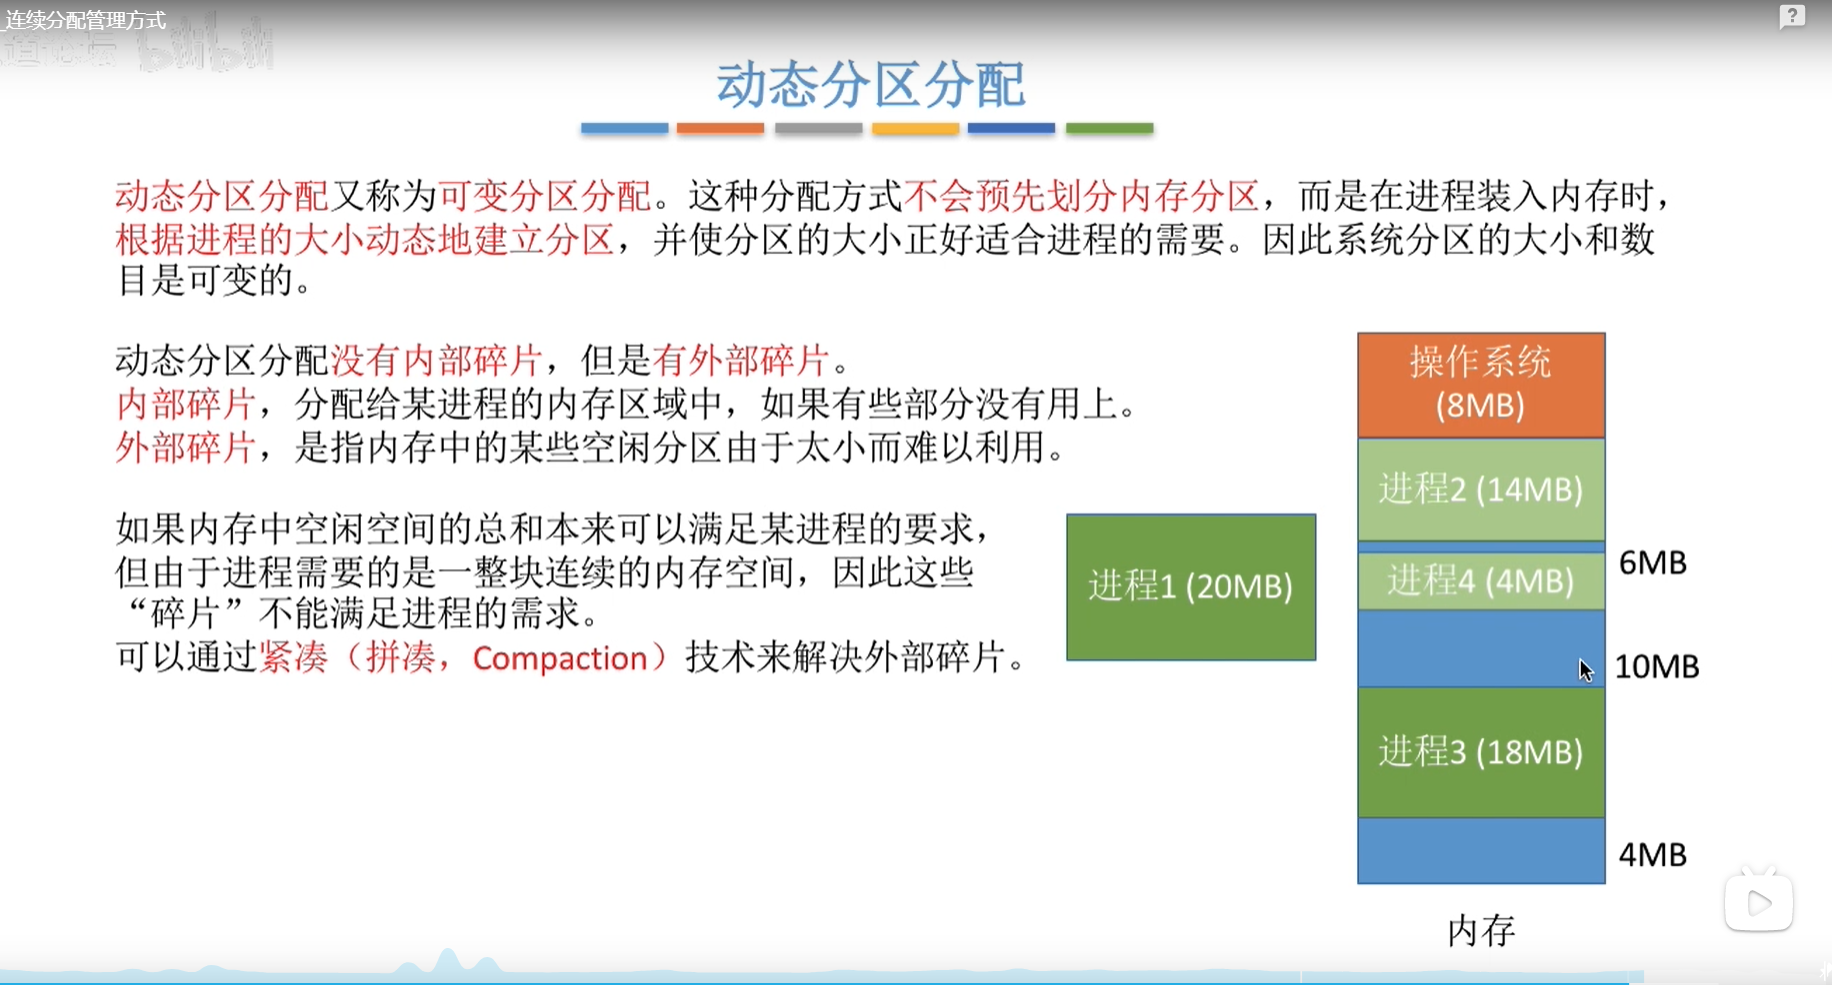 连续分配管理方式
bilibili
?
动态分区分配
动态分区分配又称为可变分区分配。这种分配方式不会预先划分内存分区，而是在进程装入内存时，
根据进程的大小动态地建立分区，并使分区的大小正好适合进程的需要。因此系统分区的大小和数
目是可变的。
动态分区分配没有内部碎片，但是有外部碎片。
内部碎片，分配给某进程的内存区域中，如果有些部分没有用上。
外部碎片，是指内存中的某些空闲分区由于太小而难以利用。
如果内存中空闲空间的总和本来可以满足某进程的要求，
但由于进程需要的是一整块连续的内存空间，因此这些
“碎片”不能满足进程的需求。
可以通过紧凑（拼凑，Compaction）技术来解决外部碎片。
进程1 (20MB)
操作系统
(8MB)
进程2 (14MB)
6MB
进程4 (4MB)
10MB
进程3 (18MB)
4MB
内存